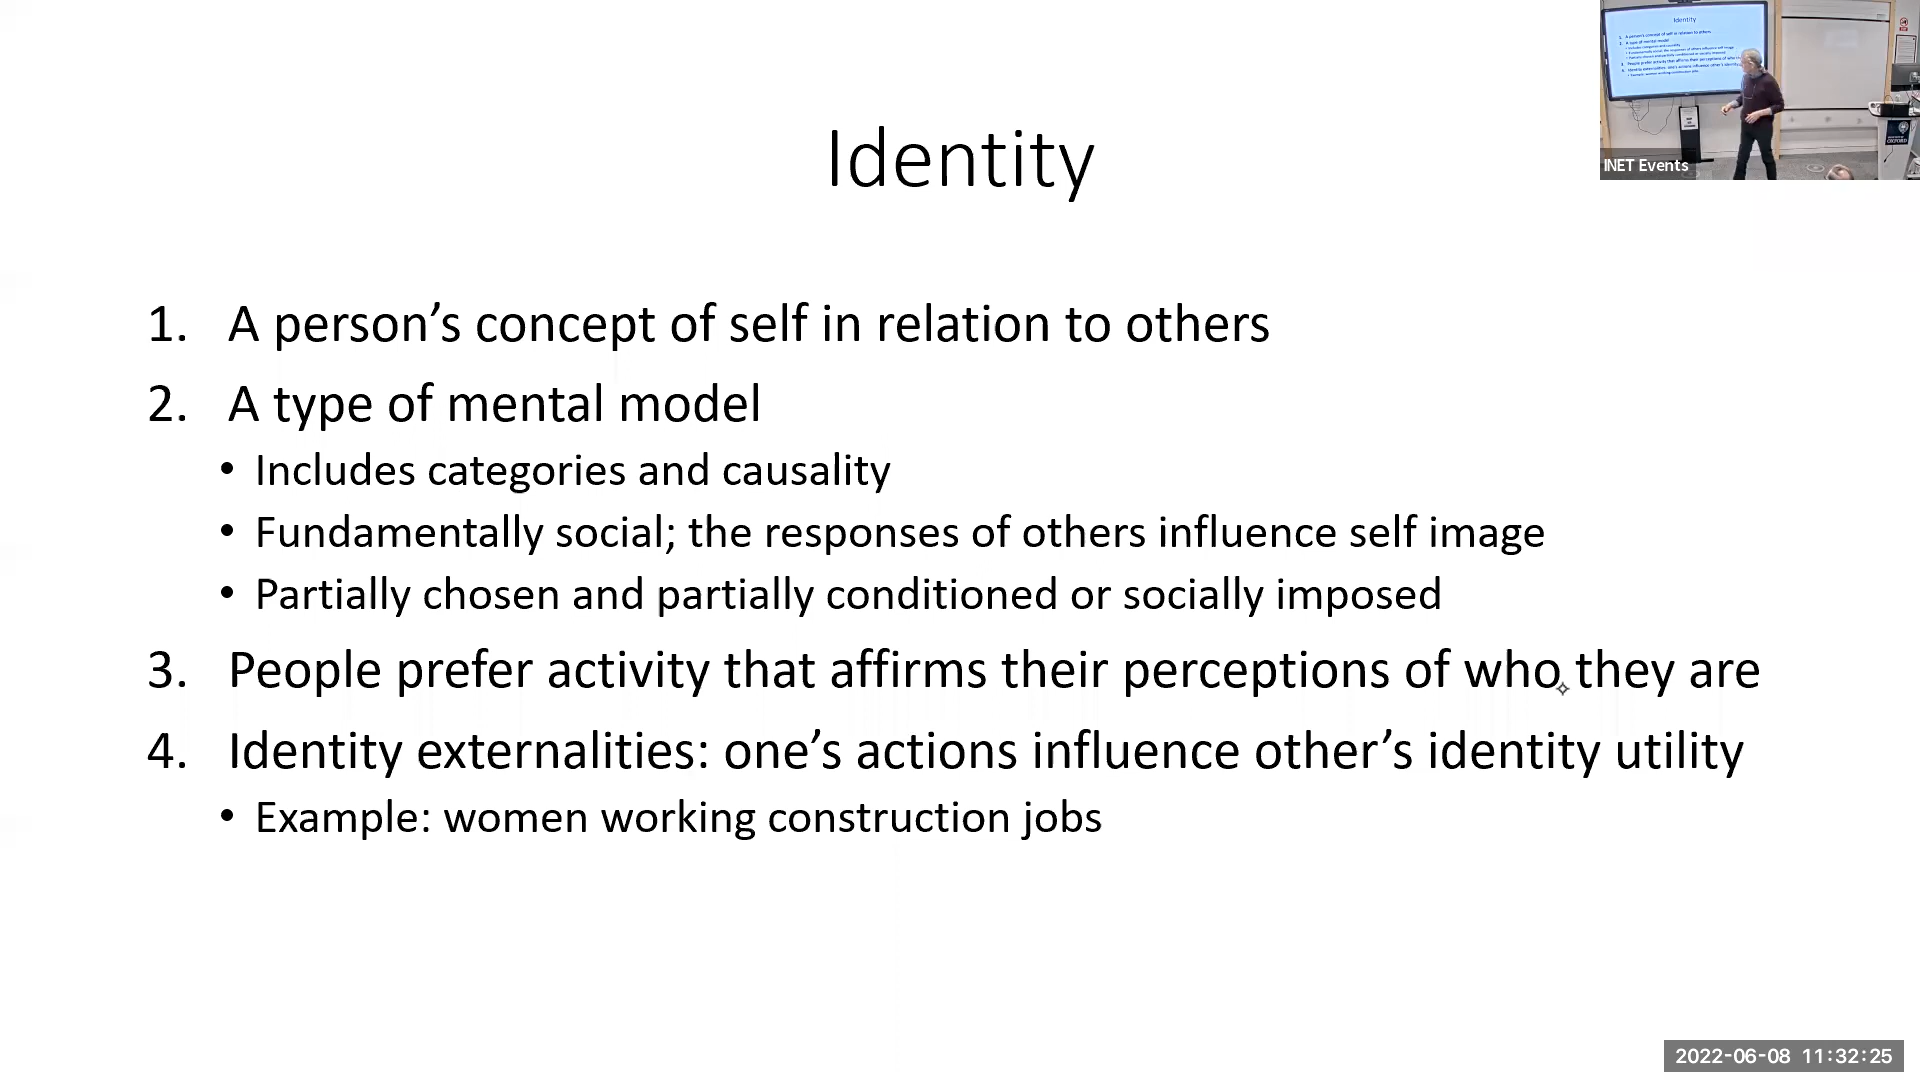 Identity
1. A person’s concept of self in relation to others
2. A type of mental model
• Includes categories and causality
• Fundamentally social; the responses of others influence self image
• Partially chosen and partially conditioned or socially imposed
3. People prefer activity that affirms their perceptions of who they are
4. Identity externalities: one’s actions influence other’s identity utility
• Example: women working construction jobs
INET Events
Identity
OXFORD
2022-06-08 11:32:25